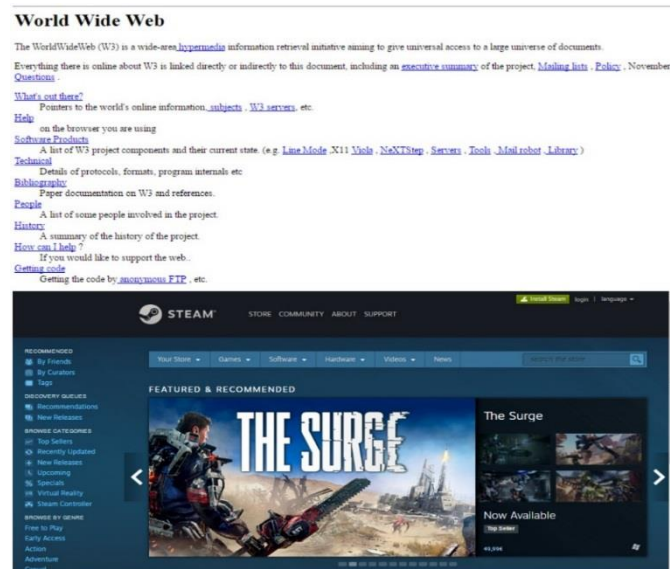 World Wide Web
The WorldWideWeb (W3) is a wide-area hypermedia information retrieval initiative aiming to give universal access to a large universe of documents.
Everything there is online about W3 is linked directly or indirectly to this document, including an executive summary of the project, Mailing lists , Policy , November
Questions .
What's out there?
Pointers to the world's online information, subjects , W3 servers, etc.
Help
on the browser you are using
Software Products
A list of W3 project components and their current state. (e.g. Line Mode ,X11 Viola , NeXTStep , Servers , Tools , Mail robot , Library )
Technical
Details of protocols, formats, program internals etc
Bibliography
Paper documentation on W3 and references.
People
A list of some people involved in the project.
History
A summary of the history of the project.
How can I help ?
If you would like to support the web..
Getting code
Getting the code by anonymous FTP , etc.
Install Steam login | language
STEAM STORE COMMUNITY ABOUT SUPPORT
Your Store Games Software Hardware Videos News search the store
RECOMMENDED
By Friends
By Curators
Tags
DISCOVERY QUEUES
Recommendations
New Releases
BROWSE CATEGORIES
Top Sellers
Recently Updated
New Releases
Upcoming
Specials
Virtual Reality
Steam Controller
BROWSE BY GENRE
Free to Play
Early Access
Action
Adventure
FEATURED & RECOMMENDED
THE SURGE
The Surge
Now Available
Top Seller